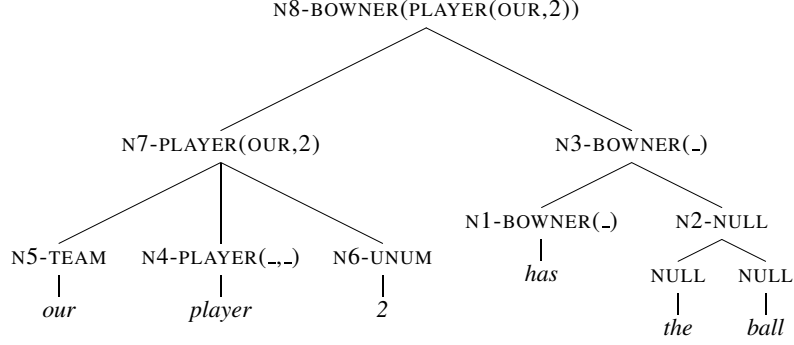 N8-BOWNER(PLAYER(OUR,2))
N7-PLAYER(OUR,2) N3-BOWNER(_)
N1-BOWNER(_) N2-NULL
N5-TEAM N4-PLAYER(_,_) N6-UNUM
has NULL NULL
our player 2
the ball